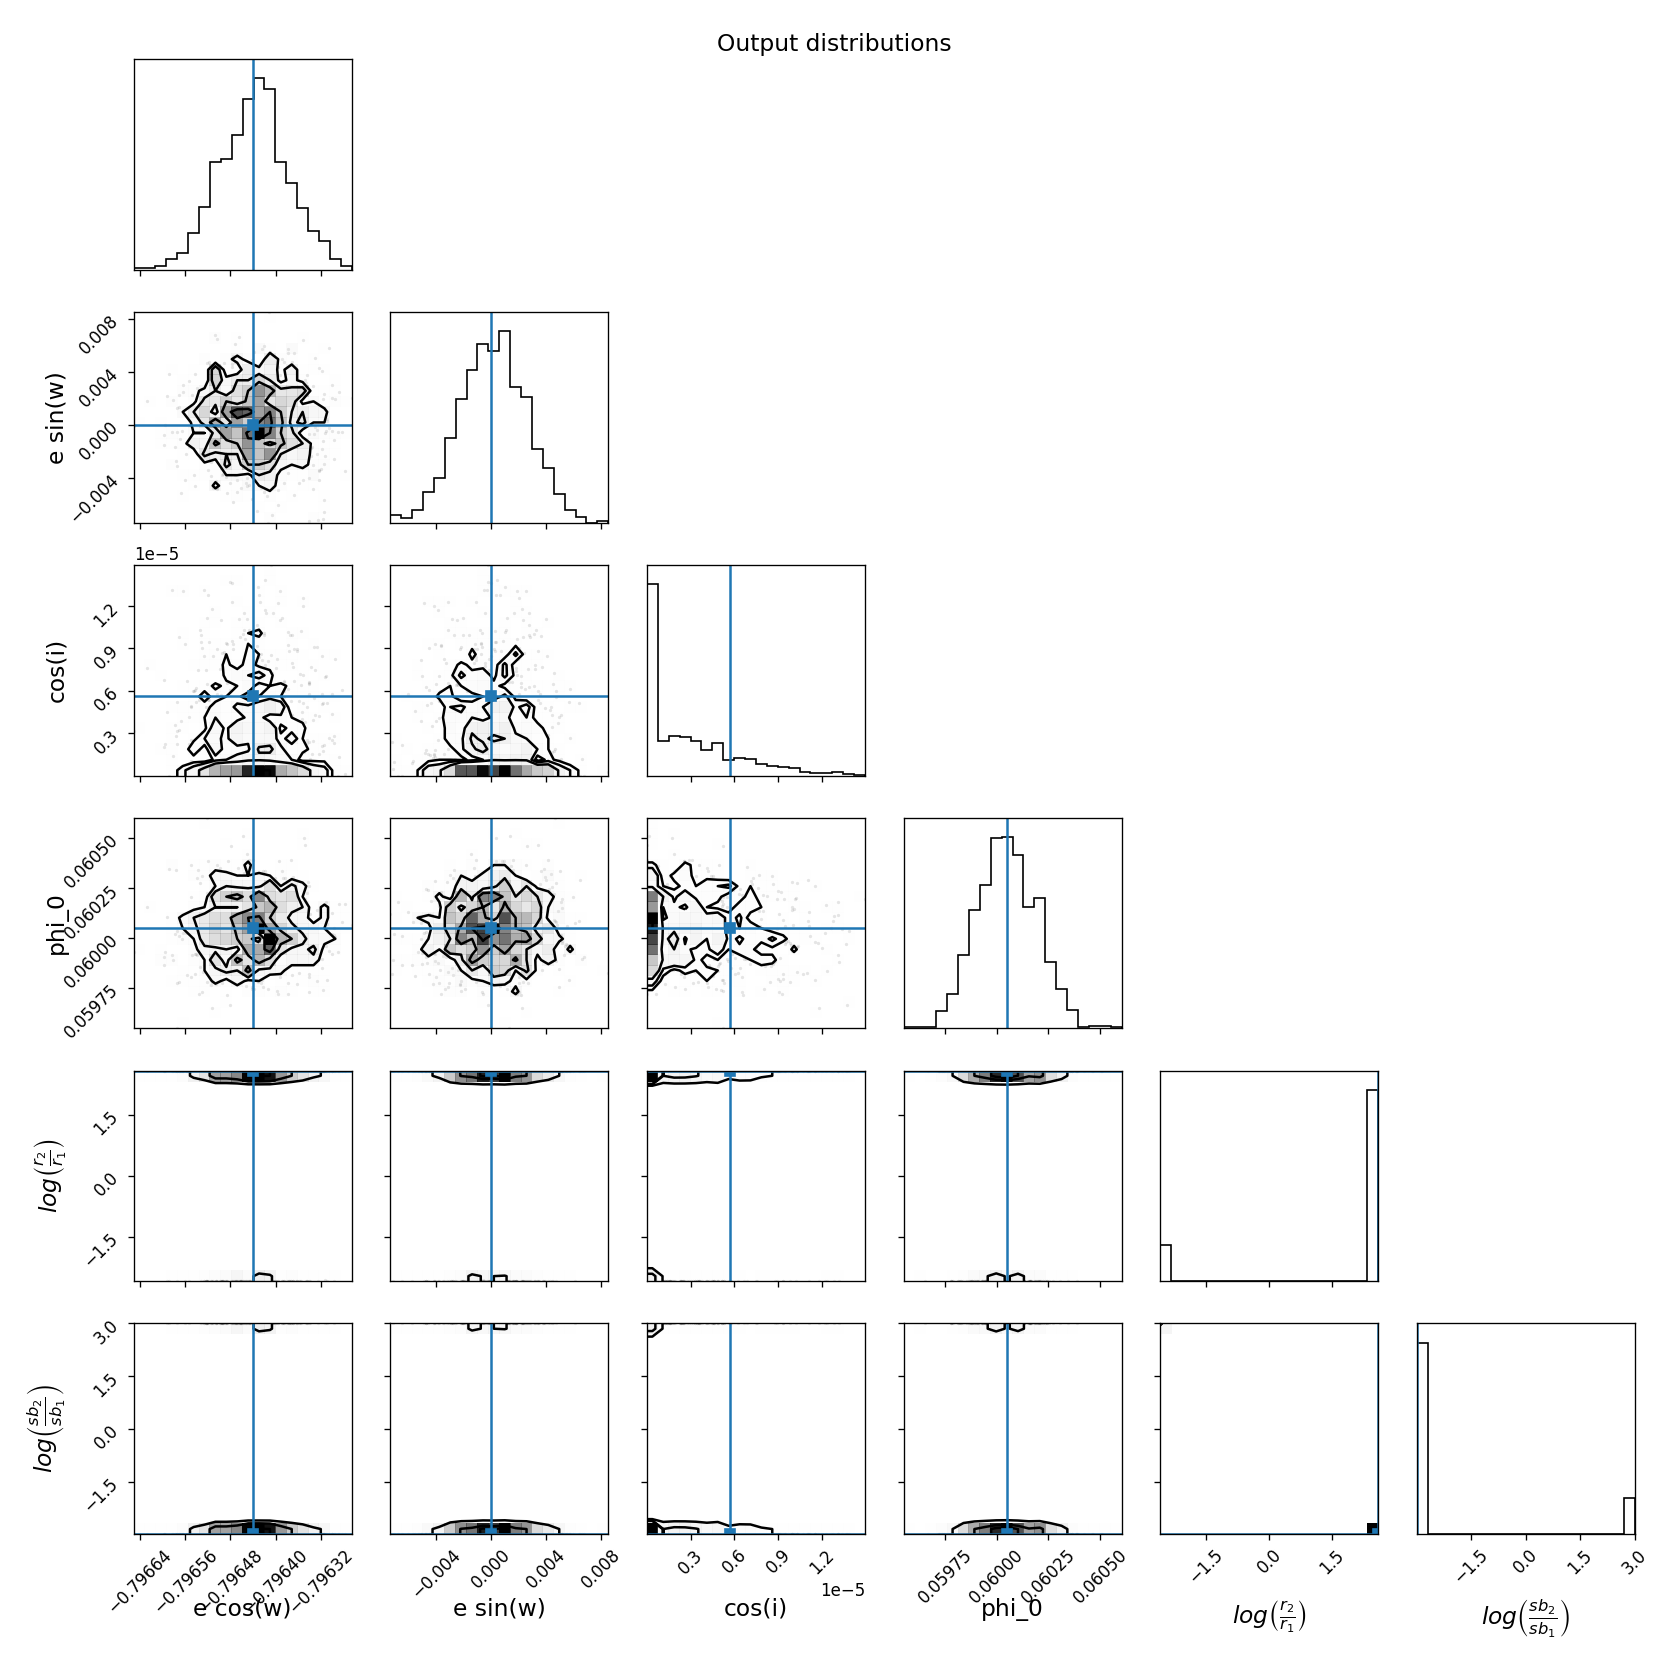 Output distributions
e sin(w)
0.008
0.004
0.000
−0.004
1e−5
cos(i)
1.2
0.9
0.6
0.3
phi_0
0.06050
0.06025
0.06000
0.05975
log(r₂/r₁)
1.5
0.0
−1.5
log(sb₂/sb₁)
3.0
1.5
0.0
−1.5
−0.79664 −0.79656 −0.79648 −0.79640 −0.79632
−0.004 0.000 0.004 0.008
0.3 0.6 0.9 1.2
1e−5
0.05975 0.06000 0.06025 0.06050
−1.5 0.0 1.5
−1.5 0.0 1.5 3.0
e cos(w) e sin(w) cos(i) phi_0 log(r₂/r₁) log(sb₂/sb₁)